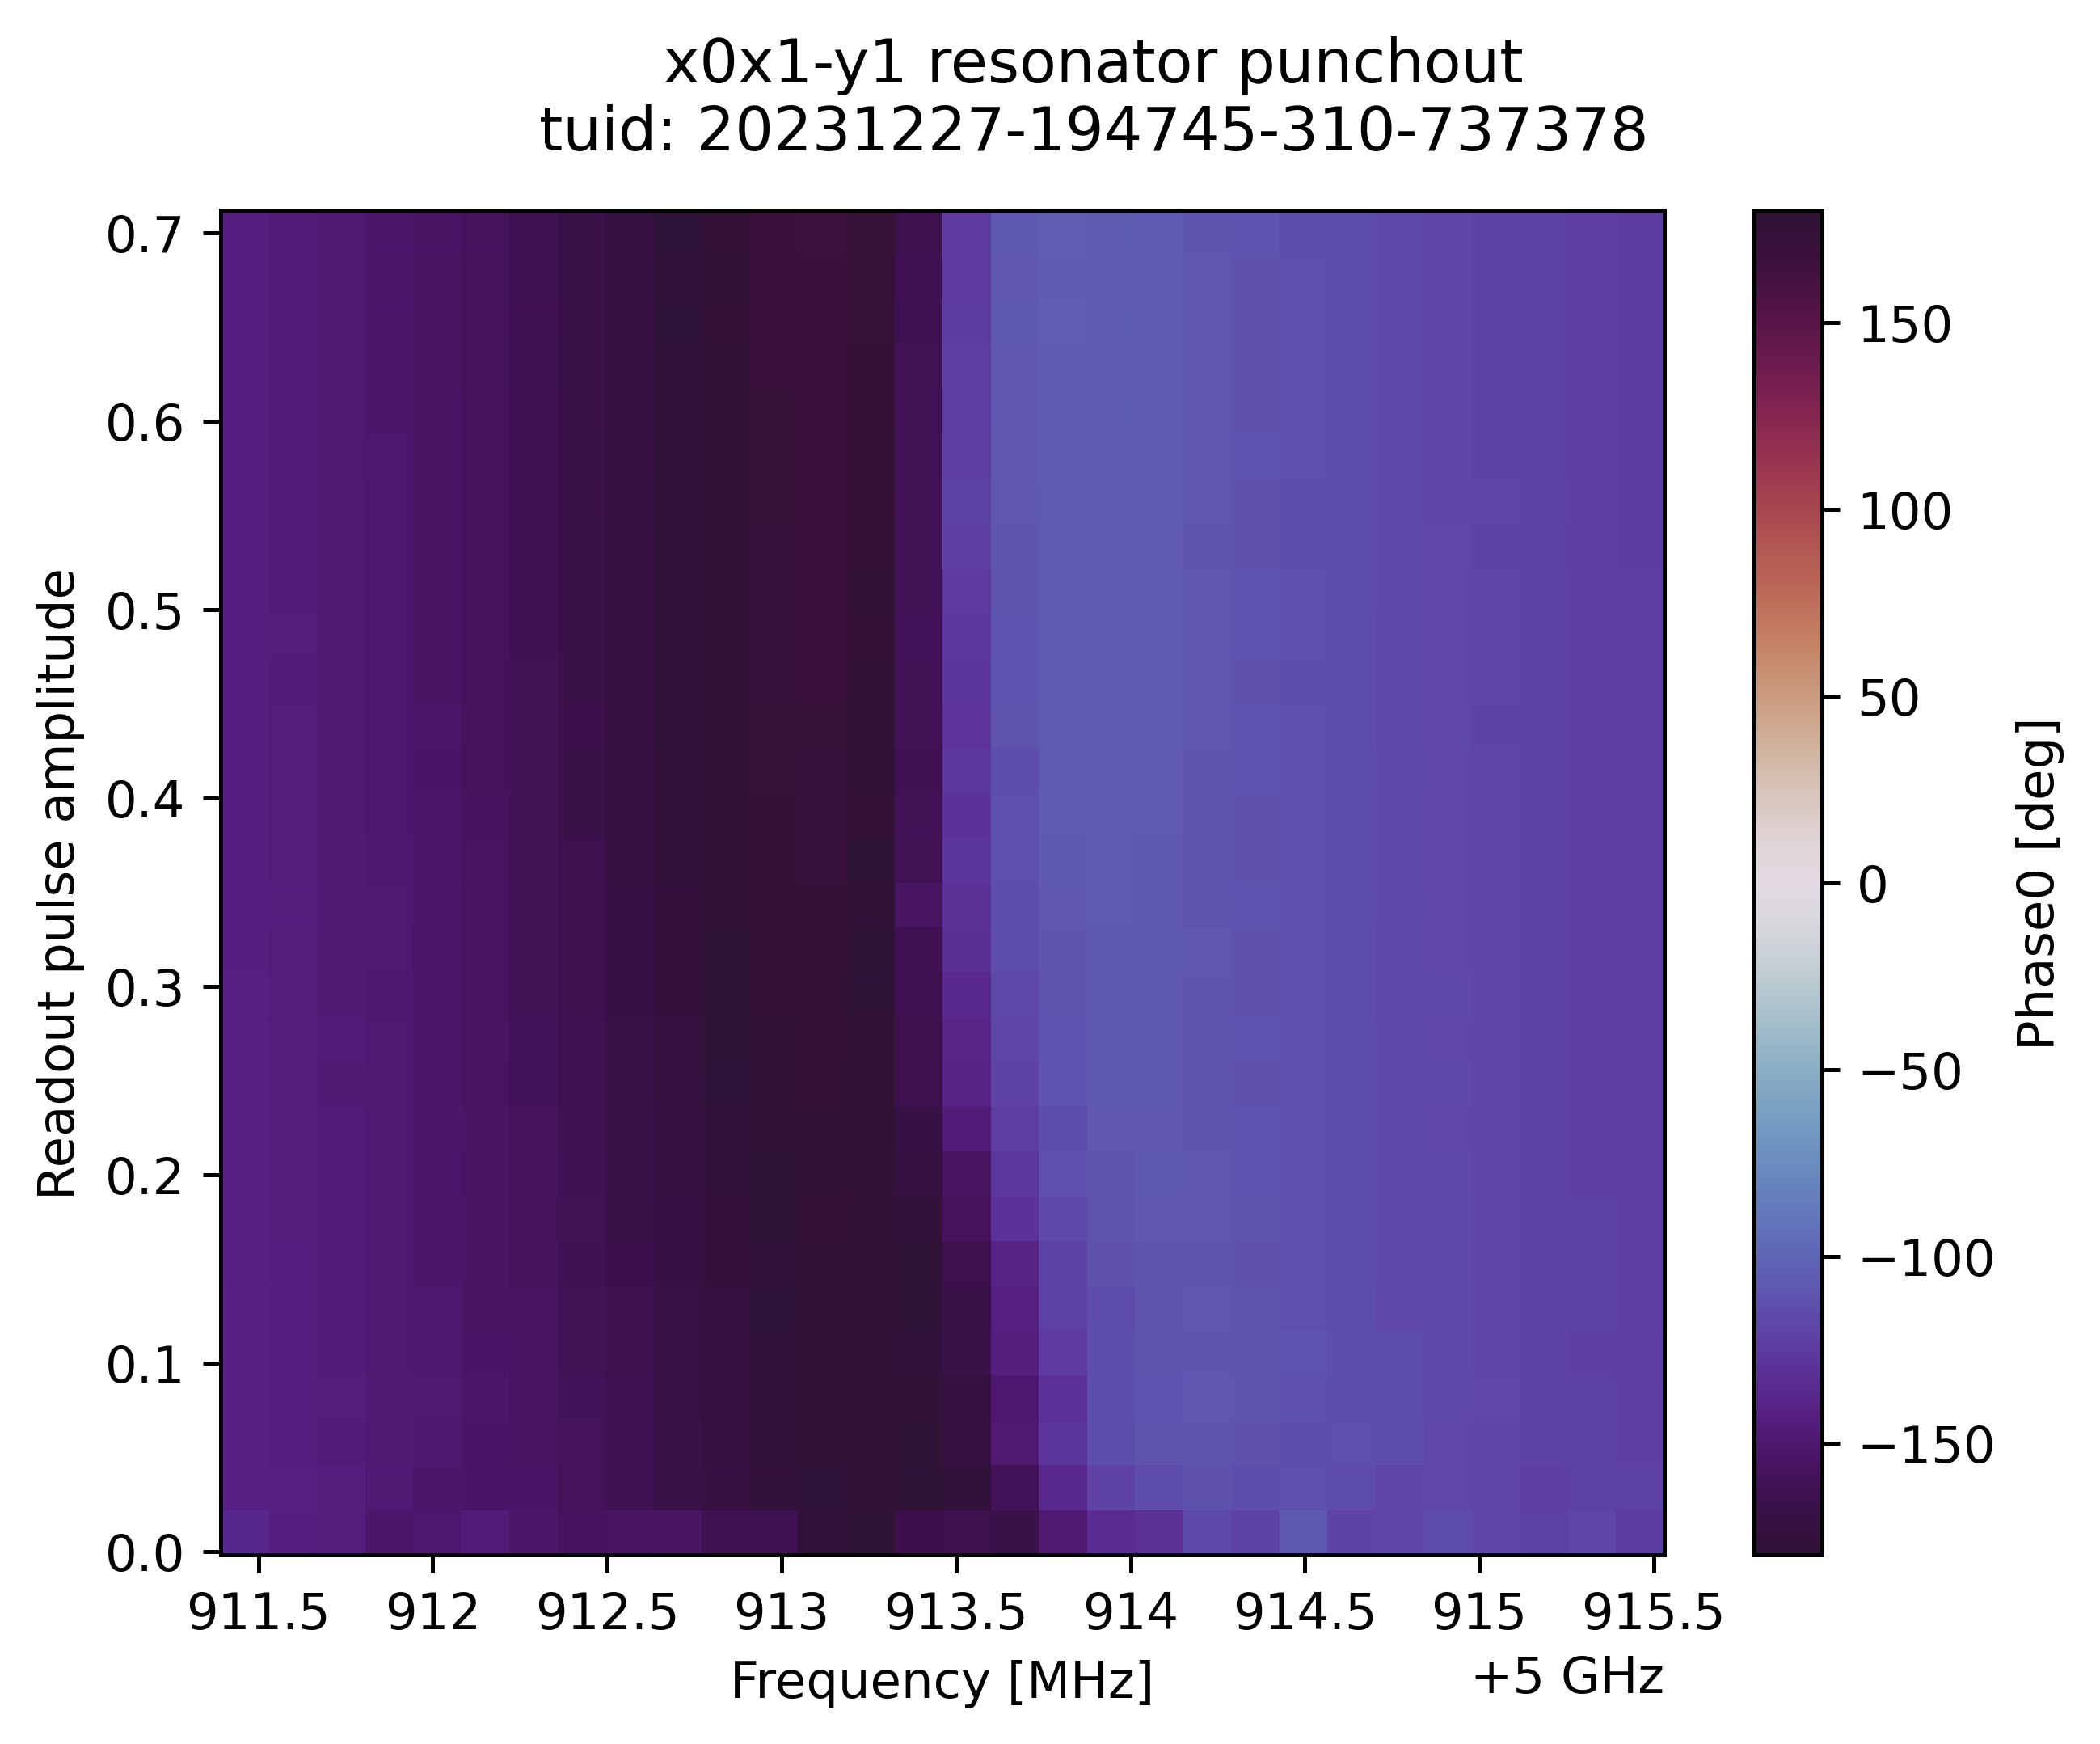 x0x1-y1 resonator punchout
tuid: 20231227-194745-310-737378
Readout pulse amplitude
0.7
0.6
0.5
0.4
0.3
0.2
0.1
0.0
911.5 912 912.5 913 913.5 914 914.5 915 915.5
Frequency [MHz]
+5 GHz
150
100
50
0
−50
−100
−150
Phase0 [deg]